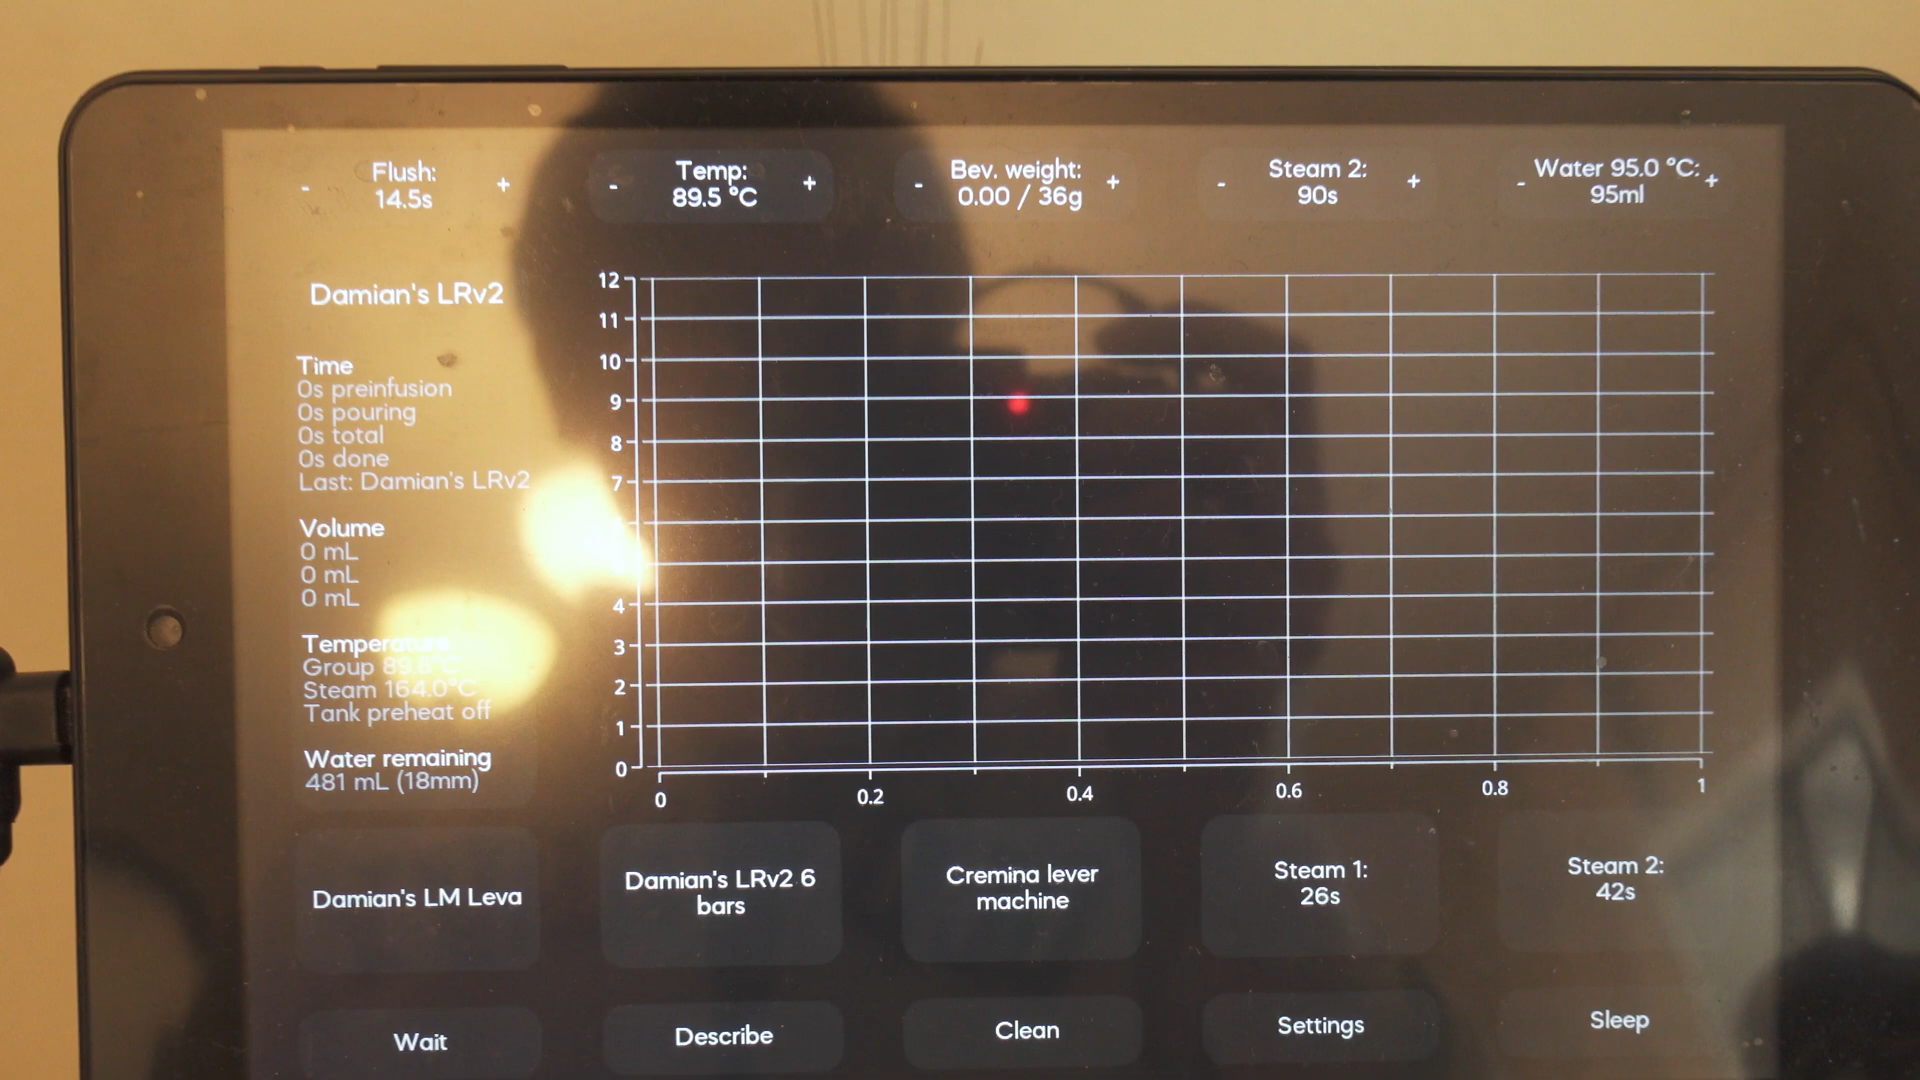 Flush:
- 14.5s +
Temp:
- 89.5 °C +
Bev. weight:
- 0.00 / 36g +
Steam 2:
- 90s +
Water 95.0 °C:
- 95ml +
Damian's LRv2
Time
0s preinfusion
0s pouring
0s total
0s done
Last: Damian's LRv2
Volume
0 mL
0 mL
0 mL
Temperature
Group 89.8°C
Steam 164.0°C
Tank preheat off
Water remaining
481 mL (18mm)
12
11
10
9
8
7
4
3
2
1
0
0 0.2 0.4 0.6 0.8 1
Damian's LM Leva
Damian's LRv2 6
bars
Cremina lever
machine
Steam 1:
26s
Steam 2:
42s
Wait
Describe
Clean
Settings
Sleep